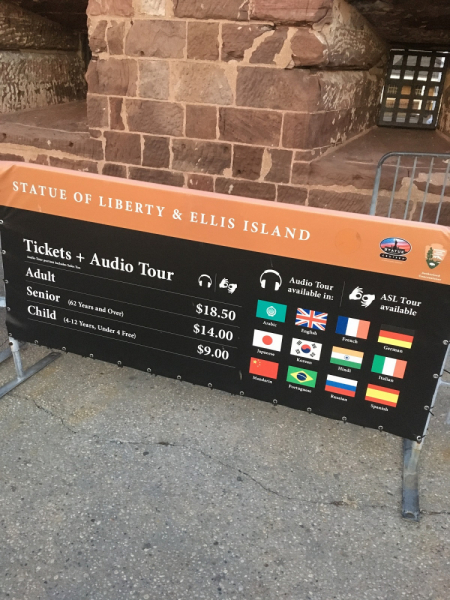 STATUE OF LIBERTY & ELLIS ISLAND
Tickets + Audio Tour
Adult $18.50
Senior (62 Years and Over) $14.00
Child (4-12 Years, Under 4 Free) $9.00
Audio Tour
available in:
ASL Tour
available
Arabic English French German
Japanese Korean Hindi Italian
Mandarin Portuguese Russian Spanish
STATUE
CRUISES